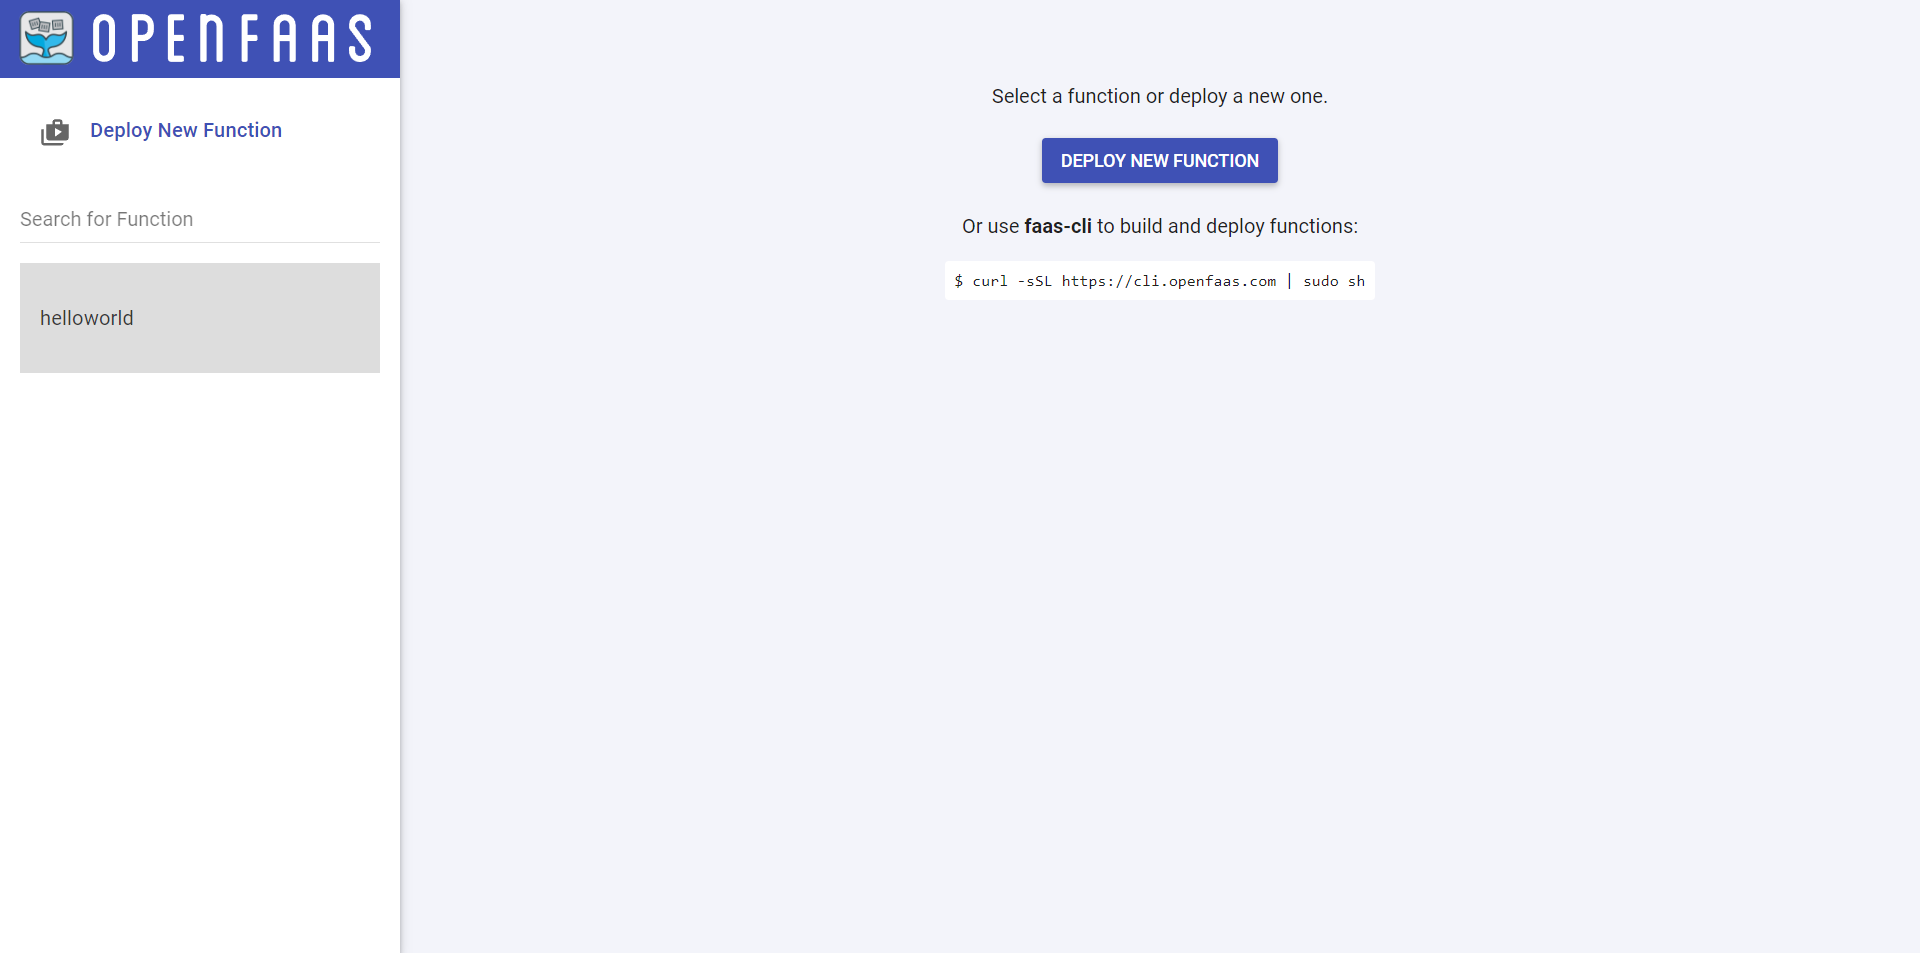 OPENFAAS
Deploy New Function
Search for Function
helloworld
Select a function or deploy a new one.
DEPLOY NEW FUNCTION
Or use faas-cli to build and deploy functions:
$ curl -sSL https://cli.openfaas.com | sudo sh